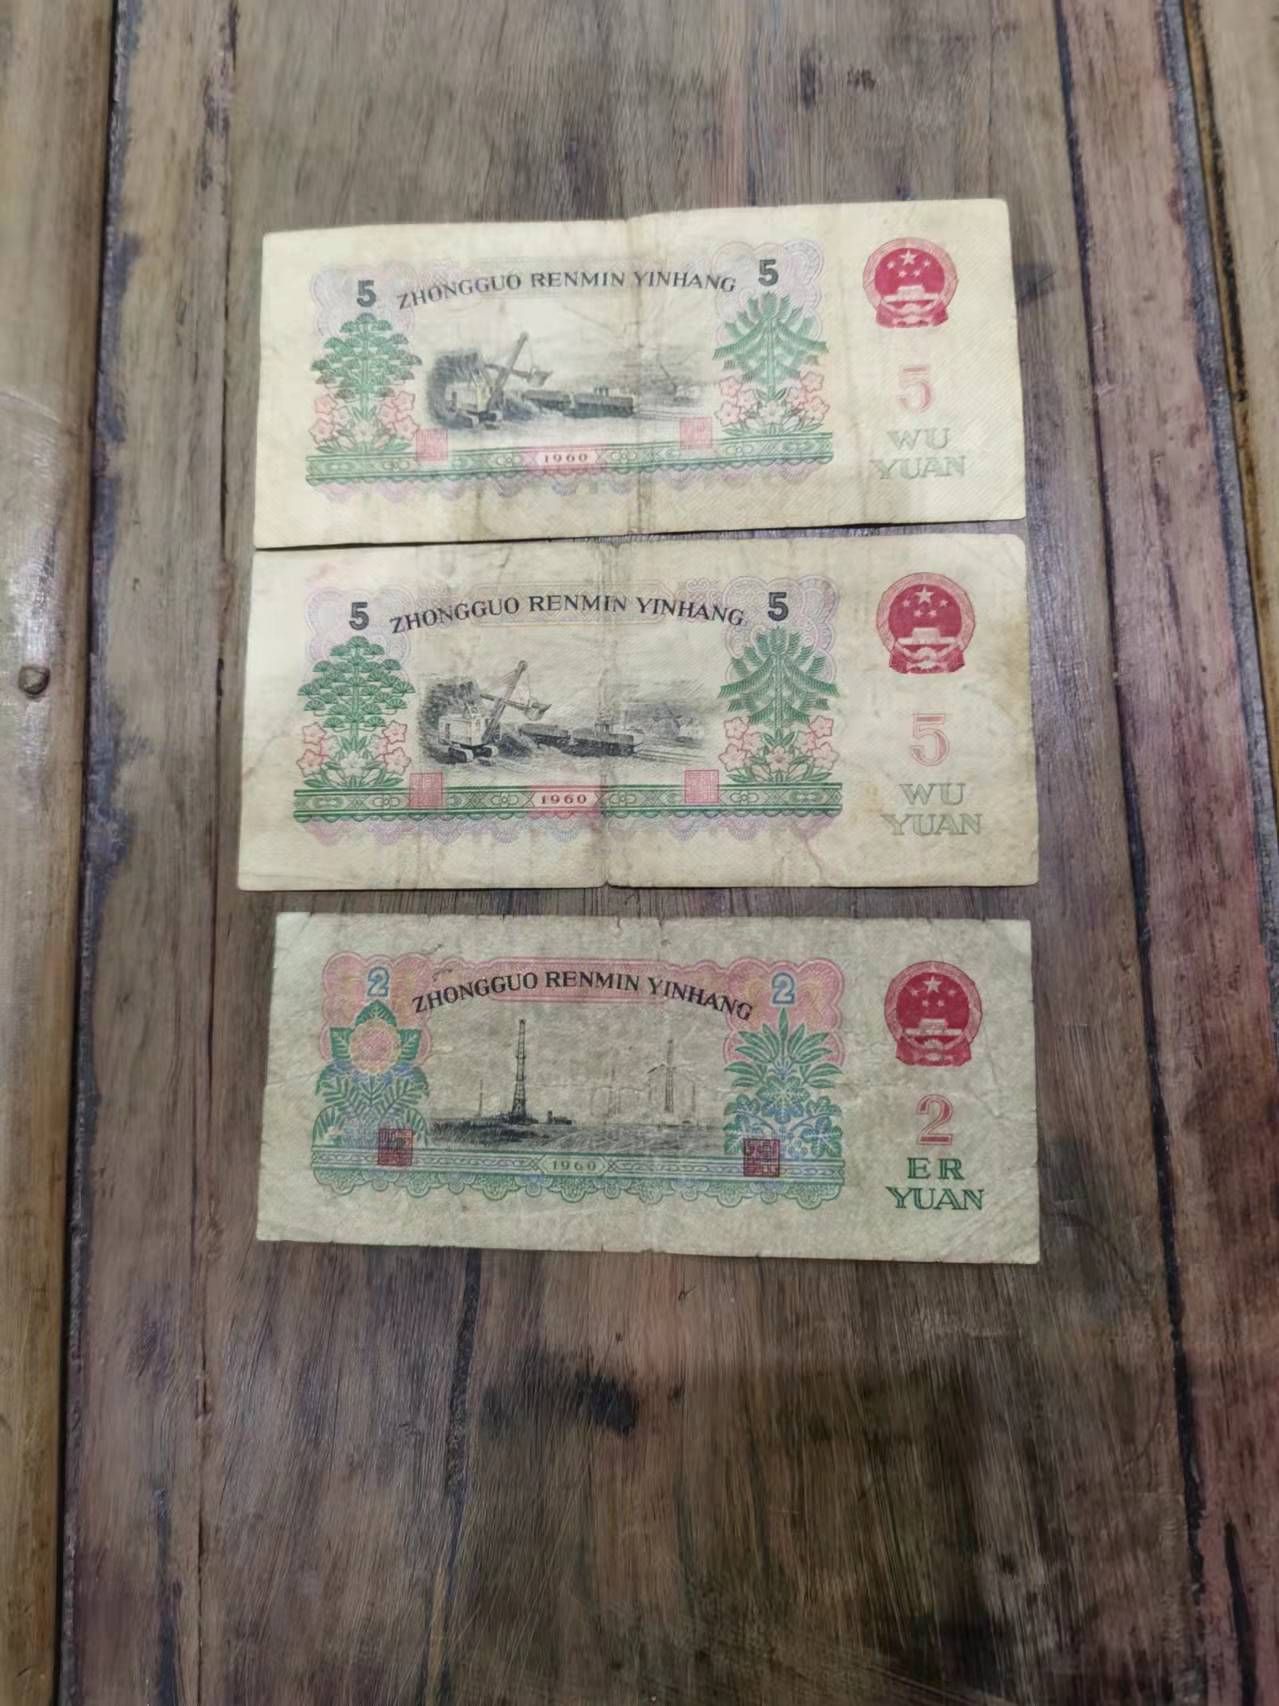 5 ZHONGGUO RENMIN YINHANG 5
5
WU
YUAN
1960
5 ZHONGGUO RENMIN YINHANG 5
5
WU
YUAN
1960
2 ZHONGGUO RENMIN YINHANG 2
2
ER
YUAN
1960